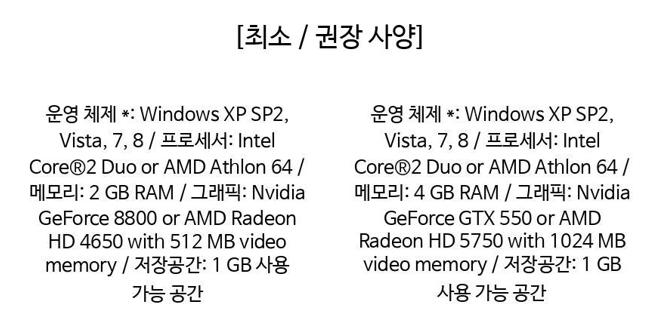 [최소 / 권장 사양]
운영 체제 *: Windows XP SP2,
Vista, 7, 8 / 프로세서: Intel
Core®2 Duo or AMD Athlon 64 /
메모리: 2 GB RAM / 그래픽: Nvidia
GeForce 8800 or AMD Radeon
HD 4650 with 512 MB video
memory / 저장공간: 1 GB 사용
가능 공간
운영 체제 *: Windows XP SP2,
Vista, 7, 8 / 프로세서: Intel
Core®2 Duo or AMD Athlon 64 /
메모리: 4 GB RAM / 그래픽: Nvidia
GeForce GTX 550 or AMD
Radeon HD 5750 with 1024 MB
video memory / 저장공간: 1 GB
사용 가능 공간